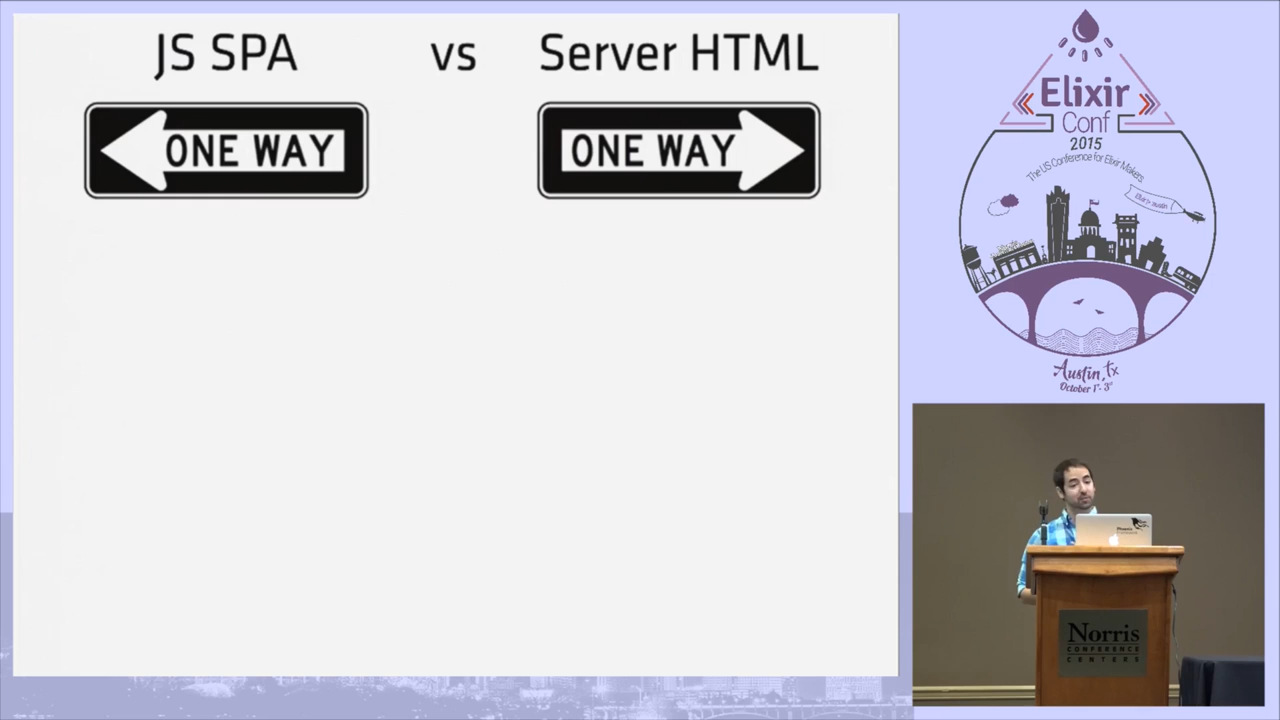 JS SPA vs Server HTML
ONE WAY ONE WAY
Elixir
Conf
2015
The US Conference for Elixir Makers
Austin, tx
October 1st - 3rd
Phoenix
Norris
CONFERENCE
CENTERS